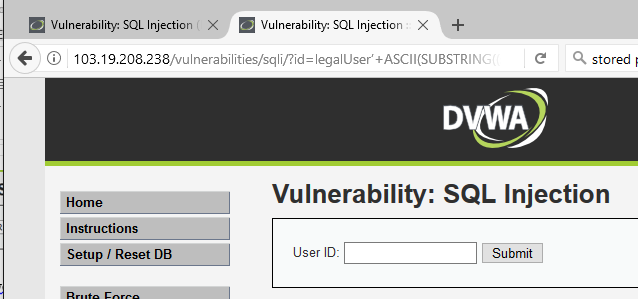 Vulnerability: SQL Injection Vulnerability: SQL Injection
103.19.208.238/vulnerabilities/sqli/?id=legalUser’+ASCII(SUBSTRING( stored
DVWA
Vulnerability: SQL Injection
Home
Instructions
Setup / Reset DB
User ID: Submit
Brute Force